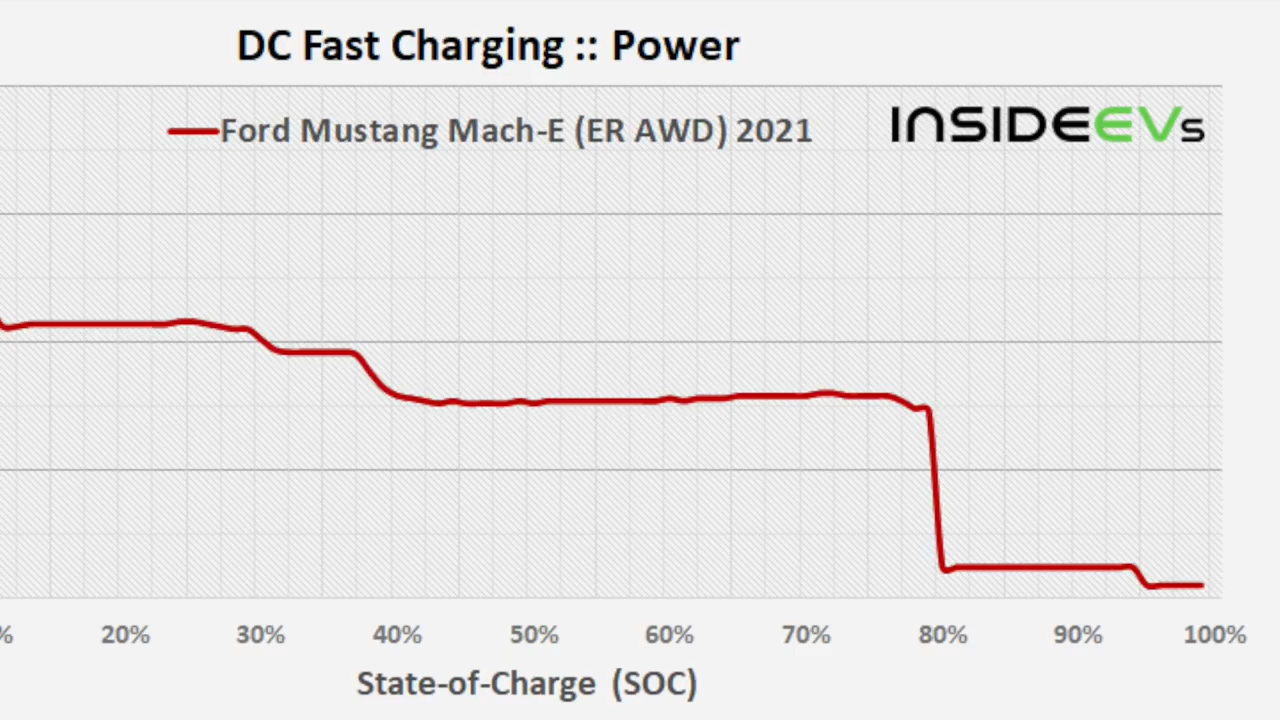 DC Fast Charging :: Power
Ford Mustang Mach-E (ER AWD) 2021
INSIDEEVs
% 20% 30% 40% 50% 60% 70% 80% 90% 100%
State-of-Charge (SOC)